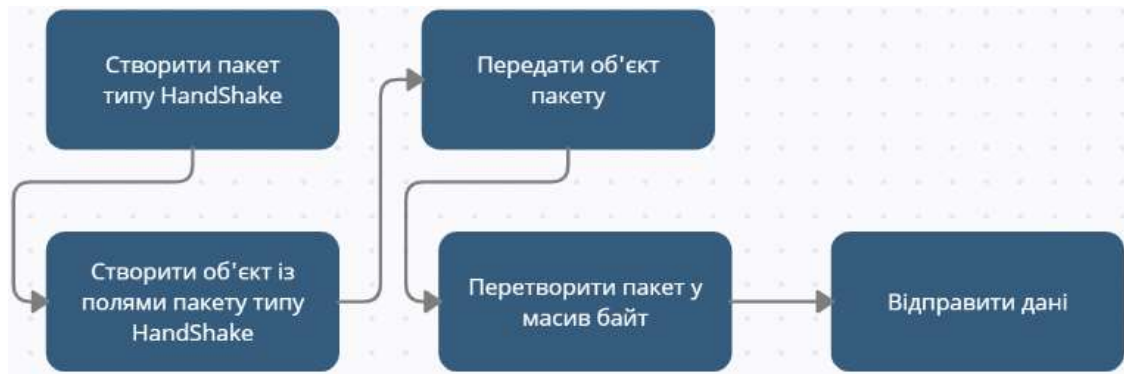 Створити пакет
типу HandShake
Створити об'єкт із
полями пакету типу
HandShake
Передати об'єкт
пакету
Перетворити пакет у
масив байт
Відправити дані